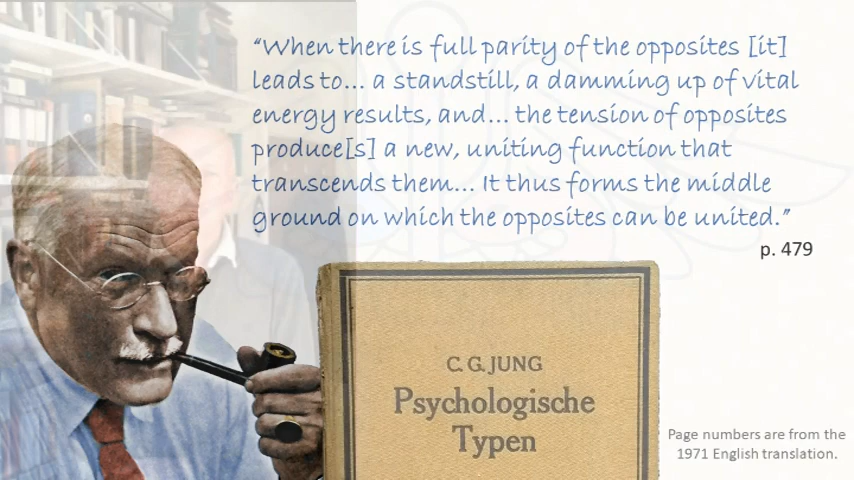 “When there is full parity of the opposites [it]
leads to... a standstill, a damming up of vital
energy results, and... the tension of opposites
produce[s] a new, uniting function that
transcends them... It thus forms the middle
ground on which the opposites can be united.”
p. 479
C. G. JUNG
Psychologische
Typen
Page numbers are from the
1971 English translation.